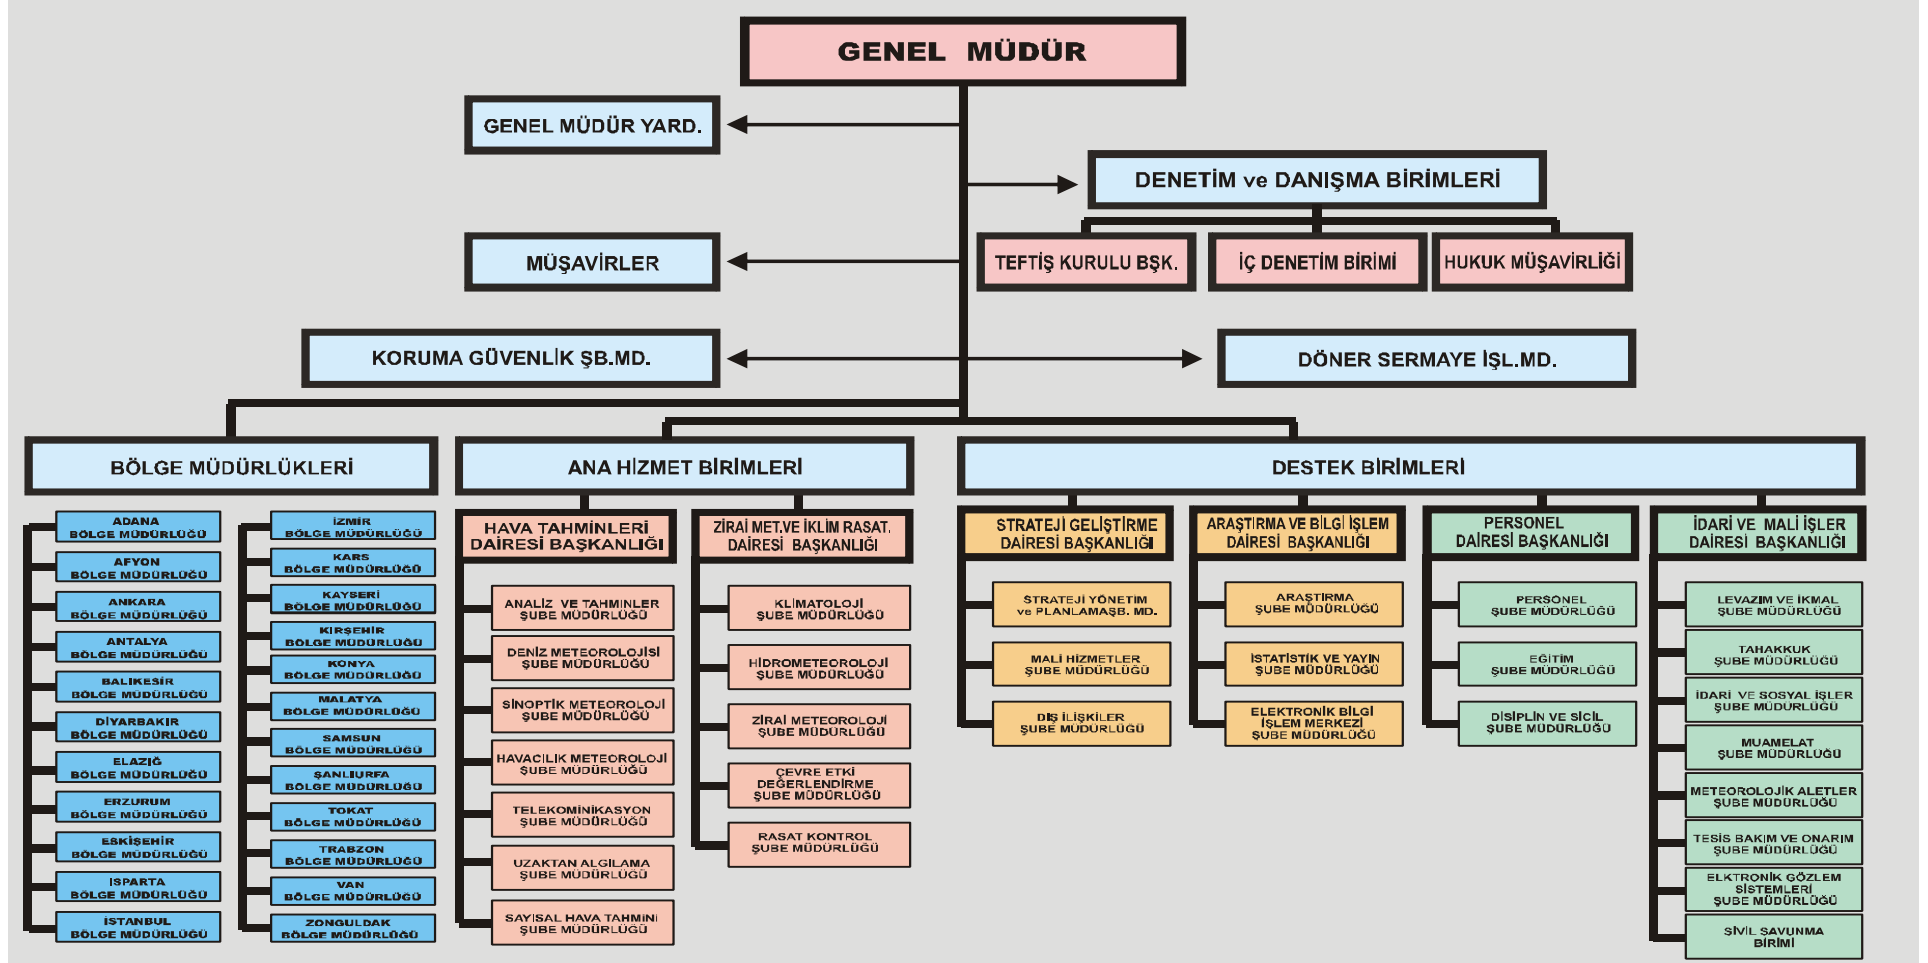 GENEL MÜDÜR
GENEL MÜDÜR YARD.
DENETİM ve DANIŞMA BİRİMLERİ
TEFTİŞ KURULU BŞK.
İÇ DENETİM BİRİMİ
HUKUK MÜŞAVİRLİĞİ
MÜŞAVİRLER
KORUMA GÜVENLİK ŞB.MD.
DÖNER SERMAYE İŞL.MD.
BÖLGE MÜDÜRLÜKLERİ
ADANA
BÖLGE MÜDÜRLÜĞÜ
AFYON
BÖLGE MÜDÜRLÜĞÜ
ANKARA
BÖLGE MÜDÜRLÜĞÜ
ANTALYA
BÖLGE MÜDÜRLÜĞÜ
BALIKESİR
BÖLGE MÜDÜRLÜĞÜ
DİYARBAKIR
BÖLGE MÜDÜRLÜĞÜ
ELAZIĞ
BÖLGE MÜDÜRLÜĞÜ
ERZURUM
BÖLGE MÜDÜRLÜĞÜ
ESKİŞEHİR
BÖLGE MÜDÜRLÜĞÜ
ISPARTA
BÖLGE MÜDÜRLÜĞÜ
İSTANBUL
BÖLGE MÜDÜRLÜĞÜ
İZMİR
BÖLGE MÜDÜRLÜĞÜ
KARS
BÖLGE MÜDÜRLÜĞÜ
KAYSERİ
BÖLGE MÜDÜRLÜĞÜ
KIRŞEHİR
BÖLGE MÜDÜRLÜĞÜ
KONYA
BÖLGE MÜDÜRLÜĞÜ
MALATYA
BÖLGE MÜDÜRLÜĞÜ
SAMSUN
BÖLGE MÜDÜRLÜĞÜ
ŞANLIURFA
BÖLGE MÜDÜRLÜĞÜ
TOKAT
BÖLGE MÜDÜRLÜĞÜ
TRABZON
BÖLGE MÜDÜRLÜĞÜ
VAN
BÖLGE MÜDÜRLÜĞÜ
ZONGULDAK
BÖLGE MÜDÜRLÜĞÜ
ANA HİZMET BİRİMLERİ
HAVA TAHMİNLERİ
DAİRESİ BAŞKANLIĞI
ANALİZ VE TAHMINLER
ŞUBE MÜDÜRLÜĞÜ
DENİZ METEOROLOJİSİ
ŞUBE MÜDÜRLÜĞÜ
SİNOPTİK METEOROLOJİ
ŞUBE MÜDÜRLÜĞÜ
HAVACILIK METEOROLOJİ
ŞUBE MÜDÜRLÜĞÜ
TELEKOMİNİKASYON
ŞUBE MÜDÜRLÜĞÜ
UZAKTAN ALGILAMA
ŞUBE MÜDÜRLÜĞÜ
SAYISAL HAVA TAHMİNI
ŞUBE MÜDÜRLÜĞÜ
ZİRAİ MET.VE İKLIM RASAT.
DAİRESİ BAŞKANLIĞI
KLİMATOLOJİ
ŞUBE MÜDÜRLÜĞÜ
HİDROMETEOROLOJİ
ŞUBE MÜDÜRLÜĞÜ
ZİRAİ METEOROLOJİ
ŞUBE MÜDÜRLÜĞÜ
ÇEVRE ETKİ
DEĞERLENDİRME
ŞUBE MÜDÜRLÜĞÜ
RASAT KONTROL
ŞUBE MÜDÜRLÜĞÜ
DESTEK BİRİMLERİ
STRATEJİ GELİŞTİRME
DAİRESİ BAŞKANLIĞI
STRATEJİ YÖNETIM
ve PLANLAMAŞB. MD.
MALİ HİZMETLER
ŞUBE MÜDÜRLÜĞÜ
DIŞ İLİŞKİLER
ŞUBE MÜDÜRLÜĞÜ
ARAŞTIRMA VE BİLGİ İŞLEM
DAİRESİ BAŞKANLIĞI
ARAŞTIRMA
ŞUBE MÜDÜRLÜĞÜ
İSTATİSTİK VE YAYIN
ŞUBE MÜDÜRLÜĞÜ
ELEKTRONİK BİLGİ
İŞLEM MERKEZİ
ŞUBE MÜDÜRLÜĞÜ
PERSONEL
DAİRESİ BAŞKANLIĞI
PERSONEL
ŞUBE MÜDÜRLÜĞÜ
EĞİTİM
ŞUBE MÜDÜRLÜĞÜ
DISİPLİN VE SİCİL
ŞUBE MÜDÜRLÜĞÜ
İDARİ VE MALİ İŞLER
DAİRESİ BAŞKANLIĞI
LEVAZIM VE İKMAL
ŞUBE MÜDÜRLÜĞÜ
TAHAKKUK
ŞUBE MÜDÜRLÜĞÜ
İDARİ VE SOSYAL İŞLER
ŞUBE MÜDÜRLÜĞÜ
MUAMELAT
ŞUBE MÜDÜRLÜĞÜ
METEOROLOJİK ALETLER
ŞUBE MÜDÜRLÜĞÜ
TESIS BAKIM VE ONARIM
ŞUBE MÜDÜRLÜĞÜ
ELKTRONİK GÖZLEM
SİSTEMLERİ
ŞUBE MÜDÜRLÜĞÜ
SİVİL SAVUNMA
BİRİMİ